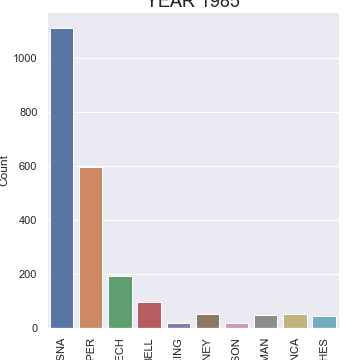 YEAR 1985
1000
800
600
400
200
0
Count
SNA
PER
ECH
ELL
ING
NEY
SON
MAN
NCA
HES